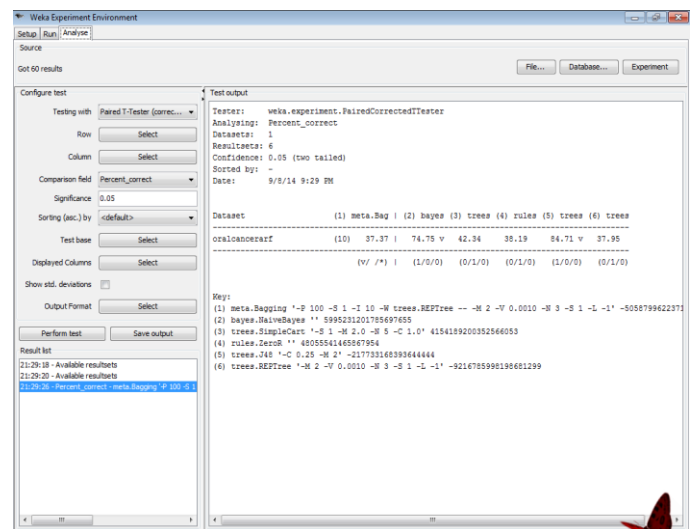 Weka Experiment Environment
Setup Run Analyse
Source
Got 60 results
File... Database... Experiment
Configure test
Testing with Paired T-Tester (correc...
Row Select
Column Select
Comparison field Percent_correct
Significance 0.05
Sorting (asc.) by <default>
Test base Select
Displayed Columns Select
Show std. deviations
Output Format Select
Perform test Save output
Result list
21:29:18 - Available resultsets
21:29:20 - Available resultsets
21:29:26 - Percent_correct - meta.Bagging '-P 100 -S 1
Test output
Tester: weka.experiment.PairedCorrectedTTester
Analysing: Percent_correct
Datasets: 1
Resultsets: 6
Confidence: 0.05 (two tailed)
Sorted by: -
Date: 9/8/14 9:29 PM
Dataset (1) meta.Bag | (2) bayes (3) trees (4) rules (5) trees (6) trees
oralcancerarf (10) 37.37 | 74.75 v 42.34 38.19 84.71 v 37.95
(v/ /*) | (1/0/0) (0/1/0) (0/1/0) (1/0/0) (0/1/0)
Key:
(1) meta.Bagging '-P 100 -S 1 -I 10 -W trees.REPTree -- -M 2 -V 0.0010 -N 3 -S 1 -L -1' -5058799622371
(2) bayes.NaiveBayes '' 5995231201785697655
(3) trees.SimpleCart '-S 1 -M 2.0 -N 5 -C 1.0' 4154189200352566053
(4) rules.ZeroR '' 48055541465867954
(5) trees.J48 '-C 0.25 -M 2' -217733168393644444
(6) trees.REPTree '-M 2 -V 0.0010 -N 3 -S 1 -L -1' -9216785998198681299